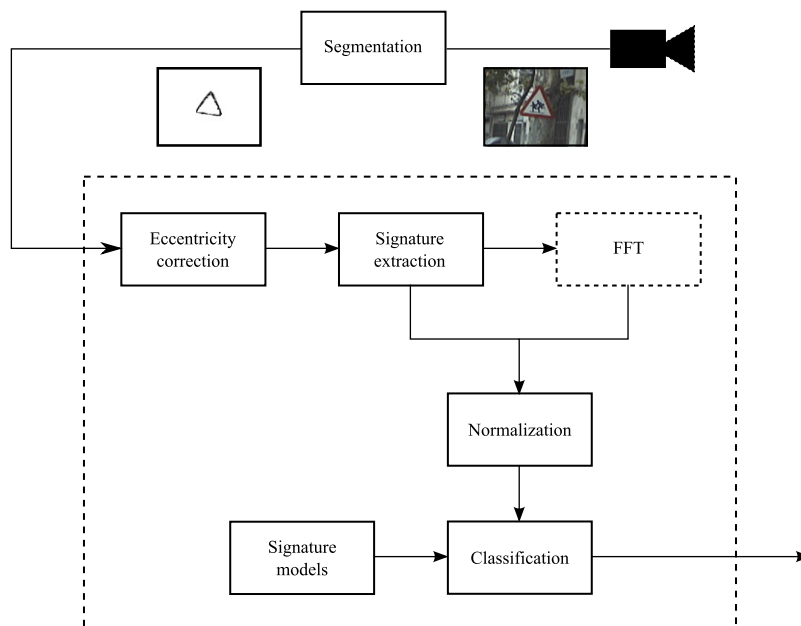 Segmentation
Eccentricity
correction
Signature
extraction
FFT
Normalization
Signature
models
Classification